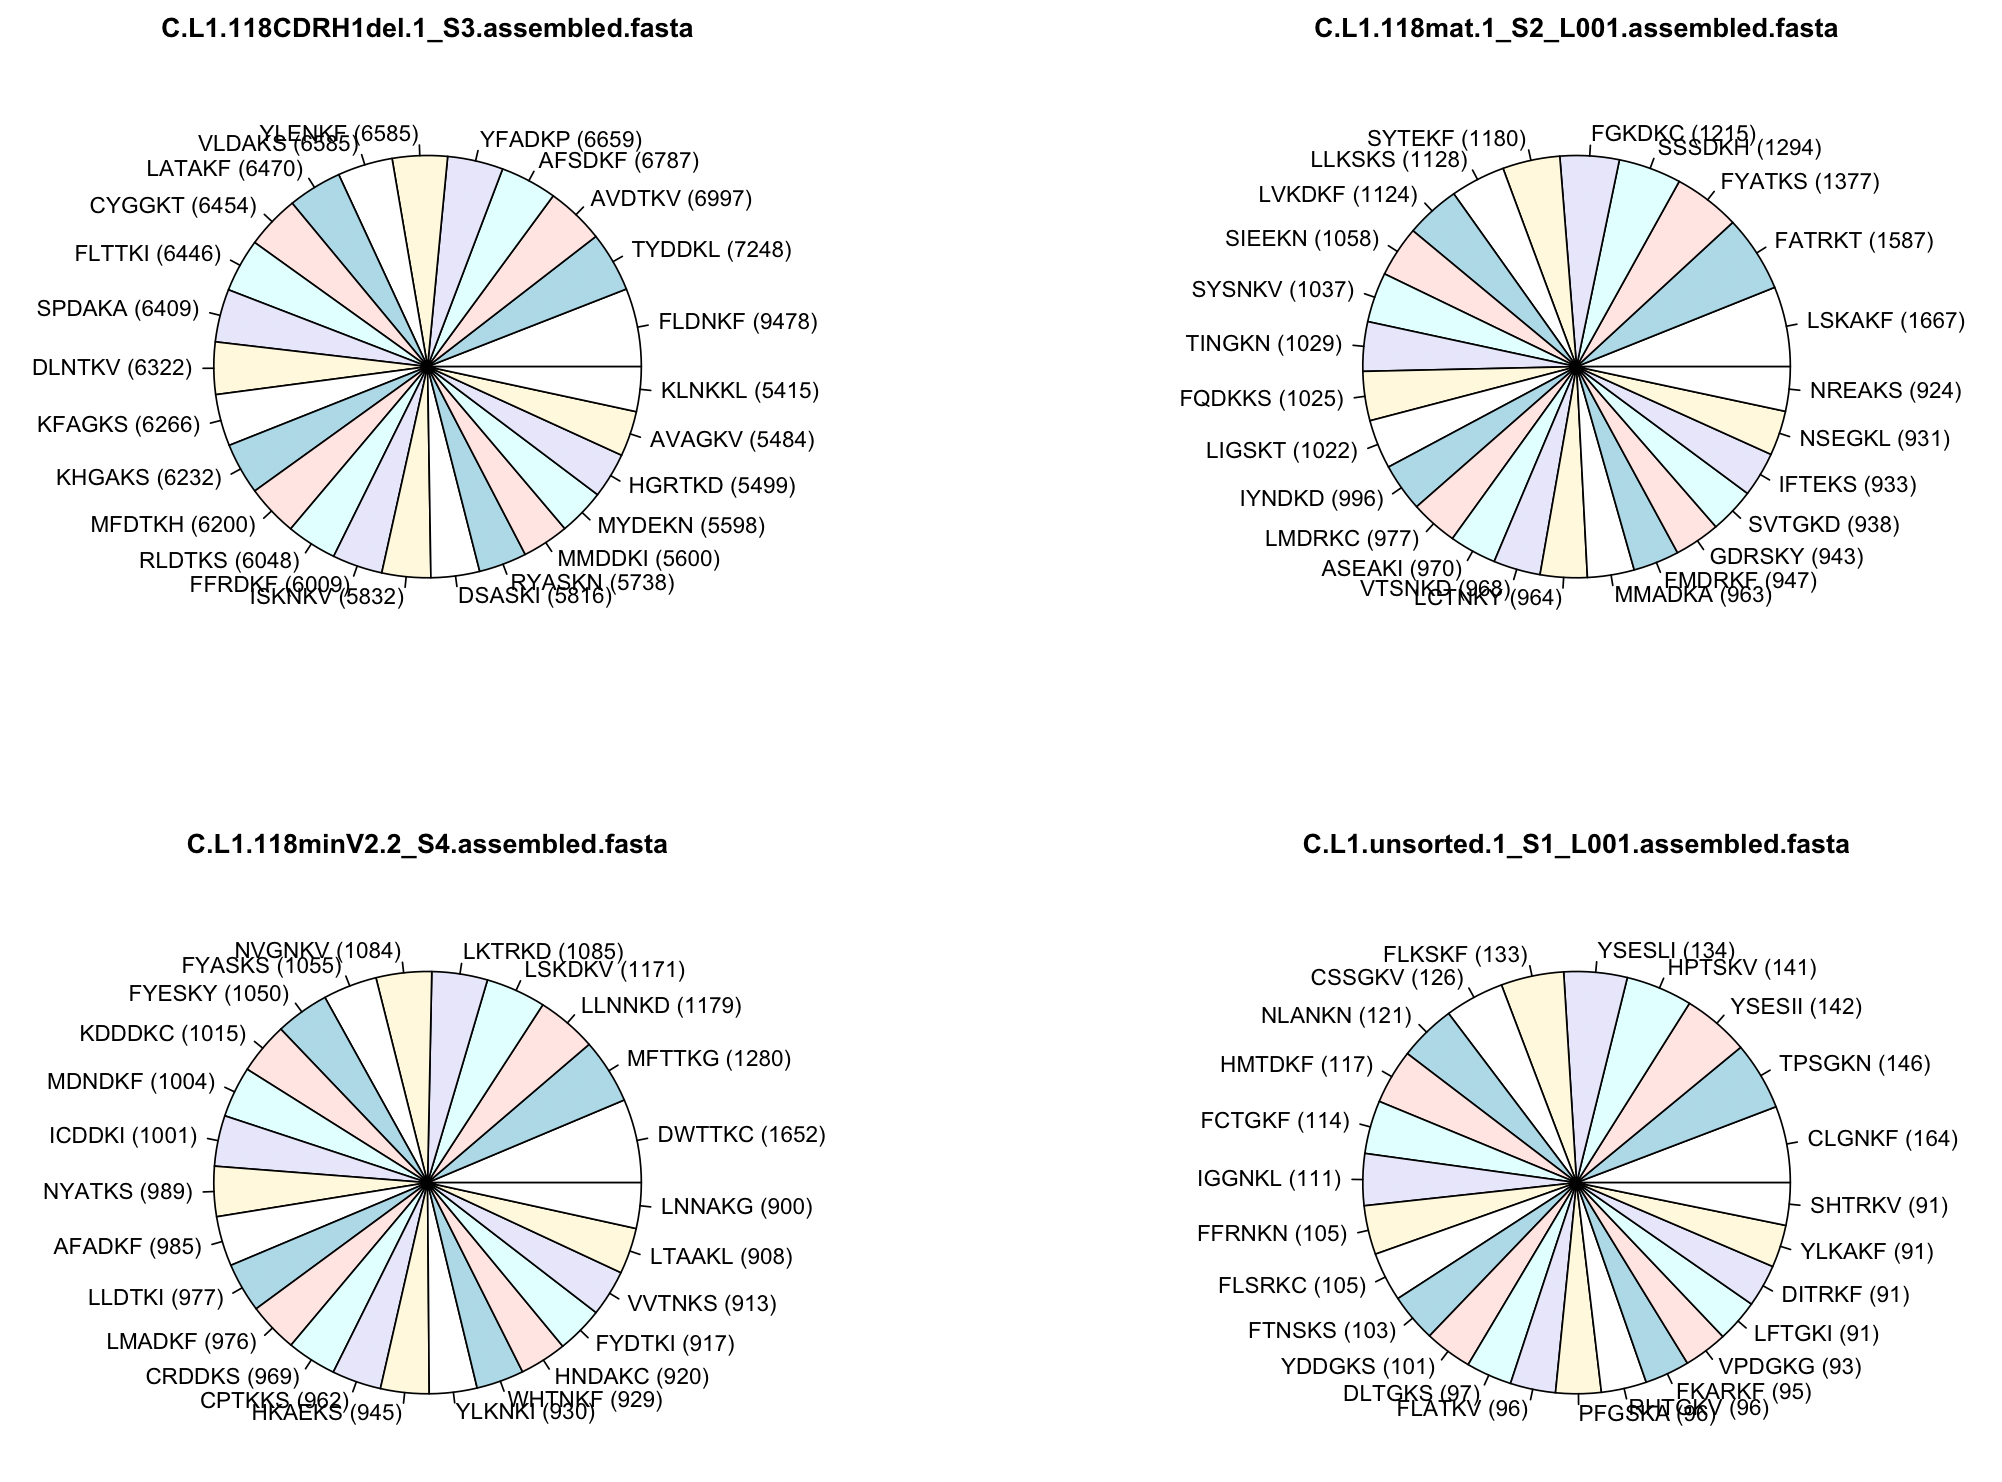 C.L1.118CDRH1del.1_S3.assembled.fasta
FLDNKF (9478)
TYDDKL (7248)
AVDTKV (6997)
AFSDKF (6787)
YFADKP (6659)
YLENKF (6585)
VLDAKS (6585)
LATAKF (6470)
CYGGKT (6454)
FLTTKI (6446)
SPDAKA (6409)
DLNTKV (6322)
KFAGKS (6266)
KHGAKS (6232)
MFDTKH (6200)
RLDTKS (6048)
FFRDKF (6009)
ISKNKV (5832)
DSASKI (5816)
RYASKN (5738)
MMDDKI (5600)
MYDEKN (5598)
HGRTKD (5499)
AVAGKV (5484)
KLNKKL (5415)
C.L1.118mat.1_S2_L001.assembled.fasta
LSKAKF (1667)
FATRKT (1587)
FYATKS (1377)
SSSDKH (1294)
FGKDKC (1215)
SYTEKF (1180)
LLKSKS (1128)
LVKDKF (1124)
SIEEKN (1058)
SYSNKV (1037)
TINGKN (1029)
FQDKKS (1025)
LIGSKT (1022)
IYNDKD (996)
LMDRKC (977)
ASEAKI (970)
VTSNKD (968)
LCTNKY (964)
MMADKA (963)
FMDRKF (947)
GDRSKY (943)
SVTGKD (938)
IFTEKS (933)
NSEGKL (931)
NREAKS (924)
C.L1.118minV2.2_S4.assembled.fasta
DWTTKC (1652)
MFTTKG (1280)
LLNNKD (1179)
LSKDKV (1171)
LKTRKD (1085)
NVGNKV (1084)
FYASKS (1055)
FYESKY (1050)
KDDDKC (1015)
MDNDKF (1004)
ICDDKI (1001)
NYATKS (989)
AFADKF (985)
LLDTKI (977)
LMADKF (976)
CRDDKS (969)
CPTKKS (962)
HKAEKS (945)
YLKNKI (930)
WHTNKF (929)
HNDAKC (920)
FYDTKI (917)
VVTNKS (913)
LTAAKL (908)
LNNAKG (900)
C.L1.unsorted.1_S1_L001.assembled.fasta
CLGNKF (164)
TPSGKN (146)
YSESII (142)
HPTSKV (141)
YSESLI (134)
FLKSKF (133)
CSSGKV (126)
NLANKN (121)
HMTDKF (117)
FCTGKF (114)
IGGNKL (111)
FFRNKN (105)
FLSRKC (105)
FTNSKS (103)
YDDGKS (101)
DLTGKS (97)
FLATKV (96)
PFGSKA (96)
(96)
FKARKF (95)
VPDGKG (93)
LFTGKI (91)
DITRKF (91)
YLKAKF (91)
SHTRKV (91)